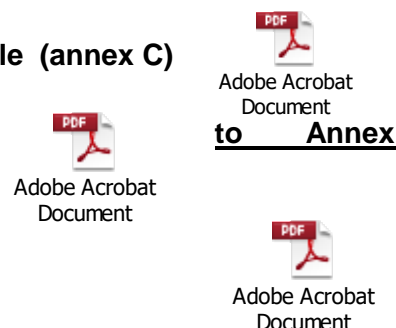 PDF
le (annex C)
Adobe Acrobat
Document
to Annex
PDF
Adobe Acrobat
Document
PDF
Adobe Acrobat
Document